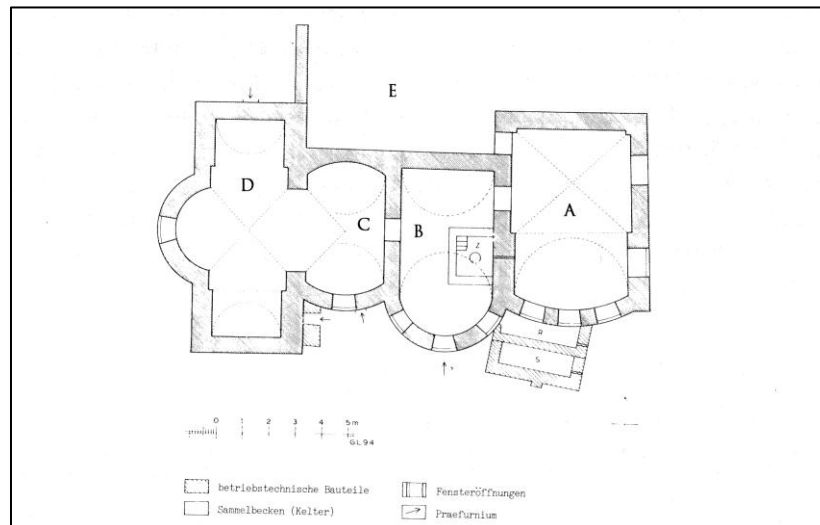 E
D
A
C
B
Z
R
S
0 1 2 3 4 5m
GL94
betriebstechnische Bauteile
Fensteröffnungen
Sammelbecken (Kelter)
Praefurnium